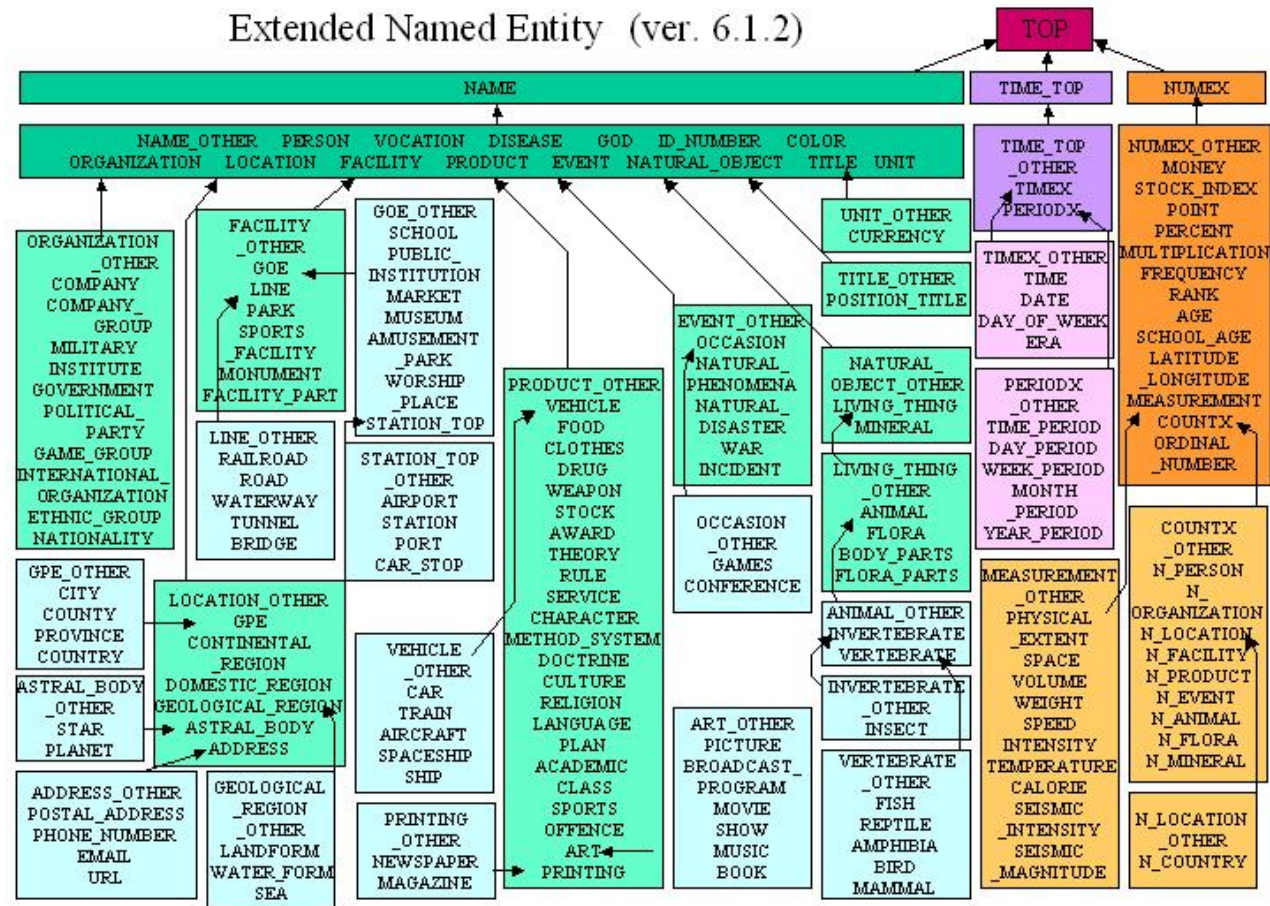 Extended Named Entity (ver. 6.1.2)
TOP
NAME
TIME_TOP
NUMEX
NAME_OTHER PERSON VOCATION DISEASE GOD ID_NUMBER COLOR
ORGANIZATION LOCATION FACILITY PRODUCT EVENT NATURAL_OBJECT TITLE UNIT
TIME_TOP
_OTHER
TIMEX
PERIODX
NUMEX_OTHER
MONEY
STOCK_INDEX
POINT
PERCENT
MULTIPLICATION
FREQUENCY
RANK
AGE
SCHOOL_AGE
LATITUDE
_LONGITUDE
MEASUREMENT
COUNTX
ORDINAL
_NUMBER
ORGANIZATION
_OTHER
COMPANY
COMPANY_
GROUP
MILITARY
INSTITUTE
GOVERNMENT
POLITICAL_
PARTY
GAME_GROUP
INTERNATIONAL_
ORGANIZATION
ETHNIC_GROUP
NATIONALITY
FACILITY
_OTHER
GOE
LINE
PARK
SPORTS
_FACILITY
MONUMENT
FACILITY_PART
GOE_OTHER
SCHOOL
PUBLIC_
INSTITUTION
MARKET
MUSEUM
AMUSEMENT
_PARK
WORSHIP
_PLACE
STATION_TOP
UNIT_OTHER
CURRENCY
TITLE_OTHER
POSITION_TITLE
TIMEX_OTHER
TIME
DATE
DAY_OF_WEEK
ERA
EVENT_OTHER
OCCASION
NATURAL_
PHENOMENA
NATURAL_
DISASTER
WAR
INCIDENT
NATURAL_
OBJECT_OTHER
LIVING_THING
MINERAL
PERIODX
_OTHER
TIME_PERIOD
DAY_PERIOD
WEEK_PERIOD
MONTH
_PERIOD
YEAR_PERIOD
PRODUCT_OTHER
VEHICLE
FOOD
CLOTHES
DRUG
WEAPON
STOCK
AWARD
THEORY
RULE
SERVICE
CHARACTER
METHOD_SYSTEM
DOCTRINE
CULTURE
RELIGION
LANGUAGE
PLAN
ACADEMIC
CLASS
SPORTS
OFFENCE
ART
PRINTING
LINE_OTHER
RAILROAD
ROAD
WATERWAY
TUNNEL
BRIDGE
STATION_TOP
_OTHER
AIRPORT
STATION
PORT
CAR_STOP
LIVING_THING
_OTHER
ANIMAL
FLORA
BODY_PARTS
FLORA_PARTS
OCCASION
_OTHER
GAMES
CONFERENCE
COUNTX
_OTHER
N_PERSON
N_
ORGANIZATION
N_LOCATION
N_FACILITY
N_PRODUCT
N_EVENT
N_ANIMAL
N_FLORA
N_MINERAL
GPE_OTHER
CITY
COUNTY
PROVINCE
COUNTRY
LOCATION_OTHER
GPE
CONTINENTAL
_REGION
DOMESTIC_REGION
GEOLOGICAL_REGION
ASTRAL_BODY
ADDRESS
MEASUREMENT
_OTHER
PHYSICAL
_EXTENT
SPACE
VOLUME
WEIGHT
SPEED
INTENSITY
TEMPERATURE
CALORIE
SEISMIC
_INTENSITY
SEISMIC
_MAGNITUDE
ANIMAL_OTHER
INVERTEBRATE
VERTEBRATE
VEHICLE
_OTHER
CAR
TRAIN
AIRCRAFT
SPACESHIP
SHIP
ASTRAL_BODY
_OTHER
STAR
PLANET
INVERTEBRATE
_OTHER
INSECT
ART_OTHER
PICTURE
BROADCAST_
PROGRAM
MOVIE
SHOW
MUSIC
BOOK
VERTEBRATE
_OTHER
FISH
REPTILE
AMPHIBIA
BIRD
MAMMAL
ADDRESS_OTHER
POSTAL_ADDRESS
PHONE_NUMBER
EMAIL
URL
GEOLOGICAL
_REGION
_OTHER
LANDFORM
WATER_FORM
SEA
PRINTING
_OTHER
NEWSPAPER
MAGAZINE
N_LOCATION
_OTHER
N_COUNTRY